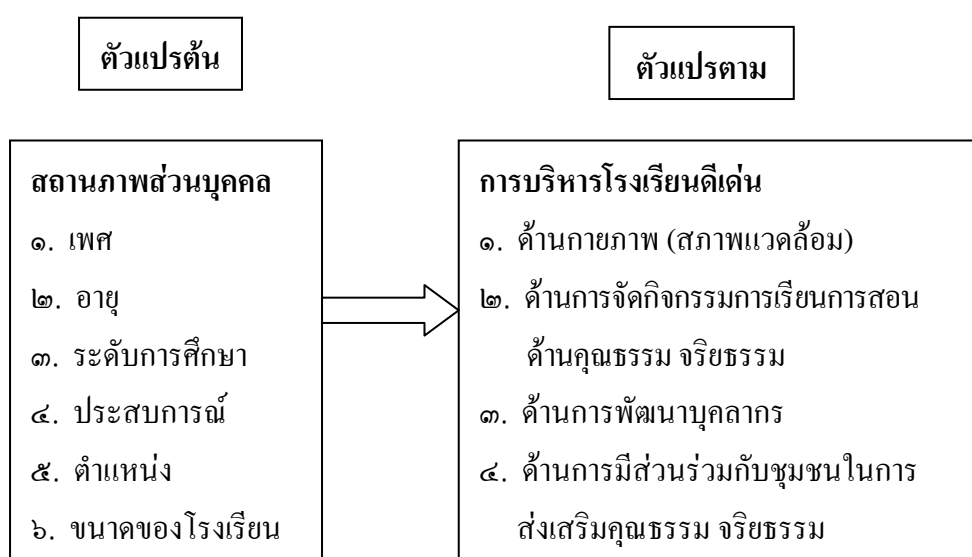 ตัวแปรต้น
ตัวแปรตาม
สถานภาพส่วนบุคคล
๑. เพศ
๒. อายุ
๓. ระดับการศึกษา
๔. ประสบการณ์
๕. ตำแหน่ง
๖. ขนาดของโรงเรียน
การบริหารโรงเรียนดีเด่น
๑. ด้านกายภาพ (สภาพแวดล้อม)
๒. ด้านการจัดกิจกรรมการเรียนการสอน
ด้านคุณธรรม จริยธรรม
๓. ด้านการพัฒนาบุคลากร
๔. ด้านการมีส่วนร่วมกับชุมชนในการ
ส่งเสริมคุณธรรม จริยธรรม